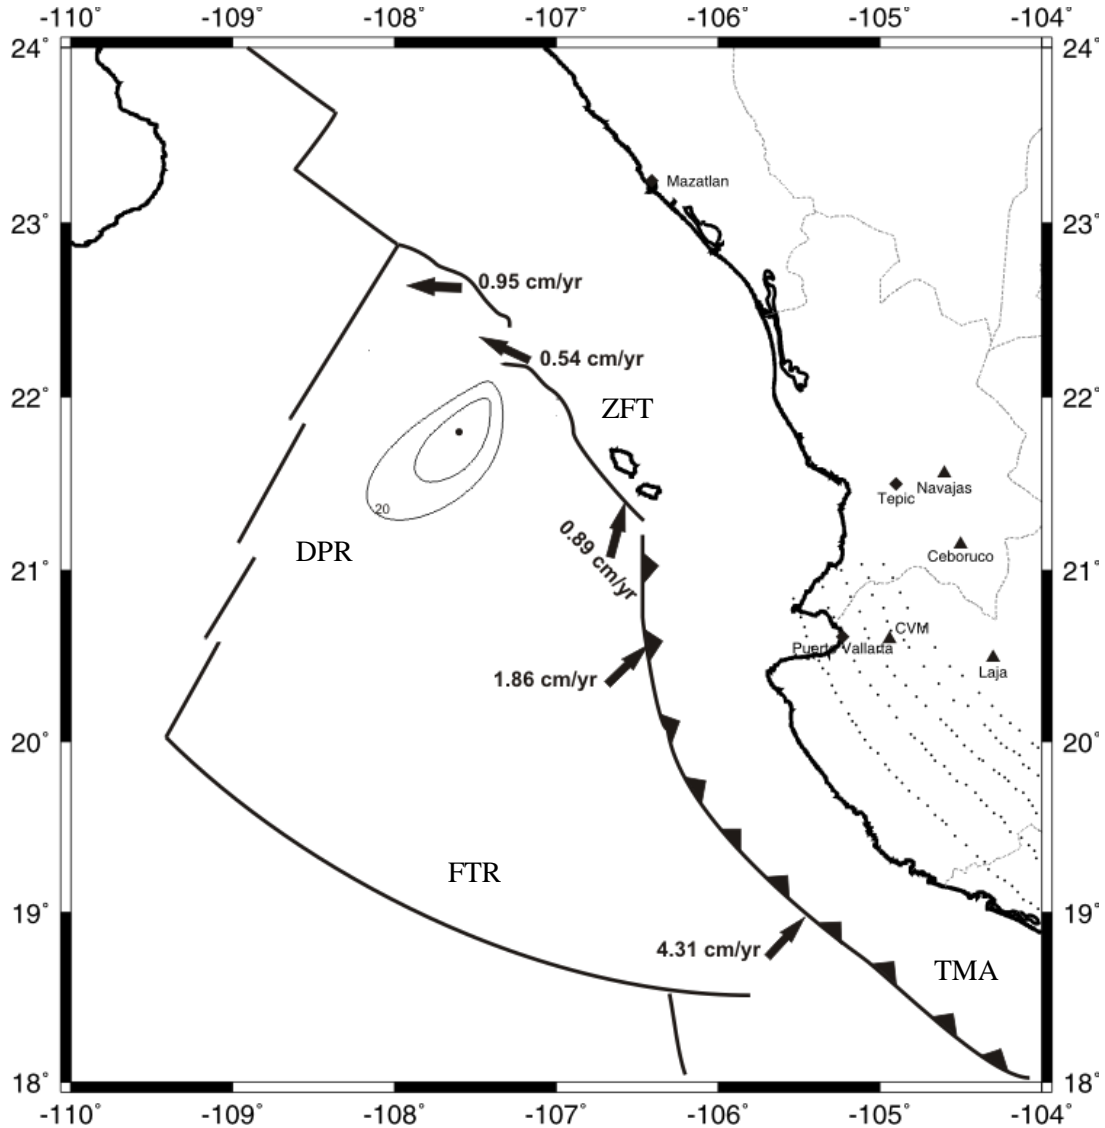 -110° -109° -108° -107° -106° -105° -104°
24° 24°
Mazatlan
23° 23°
0.95 cm/yr
0.54 cm/yr
22° 22°
ZFT
Tepic
Navajas
20
DPR
0.89 cm/yr
Ceboruco
21° 21°
CVM
Puerto Vallarta
Laja
1.86 cm/yr
20° 20°
FTR
19° 19°
4.31 cm/yr
TMA
18° 18°
-110° -109° -108° -107° -106° -105° -104°